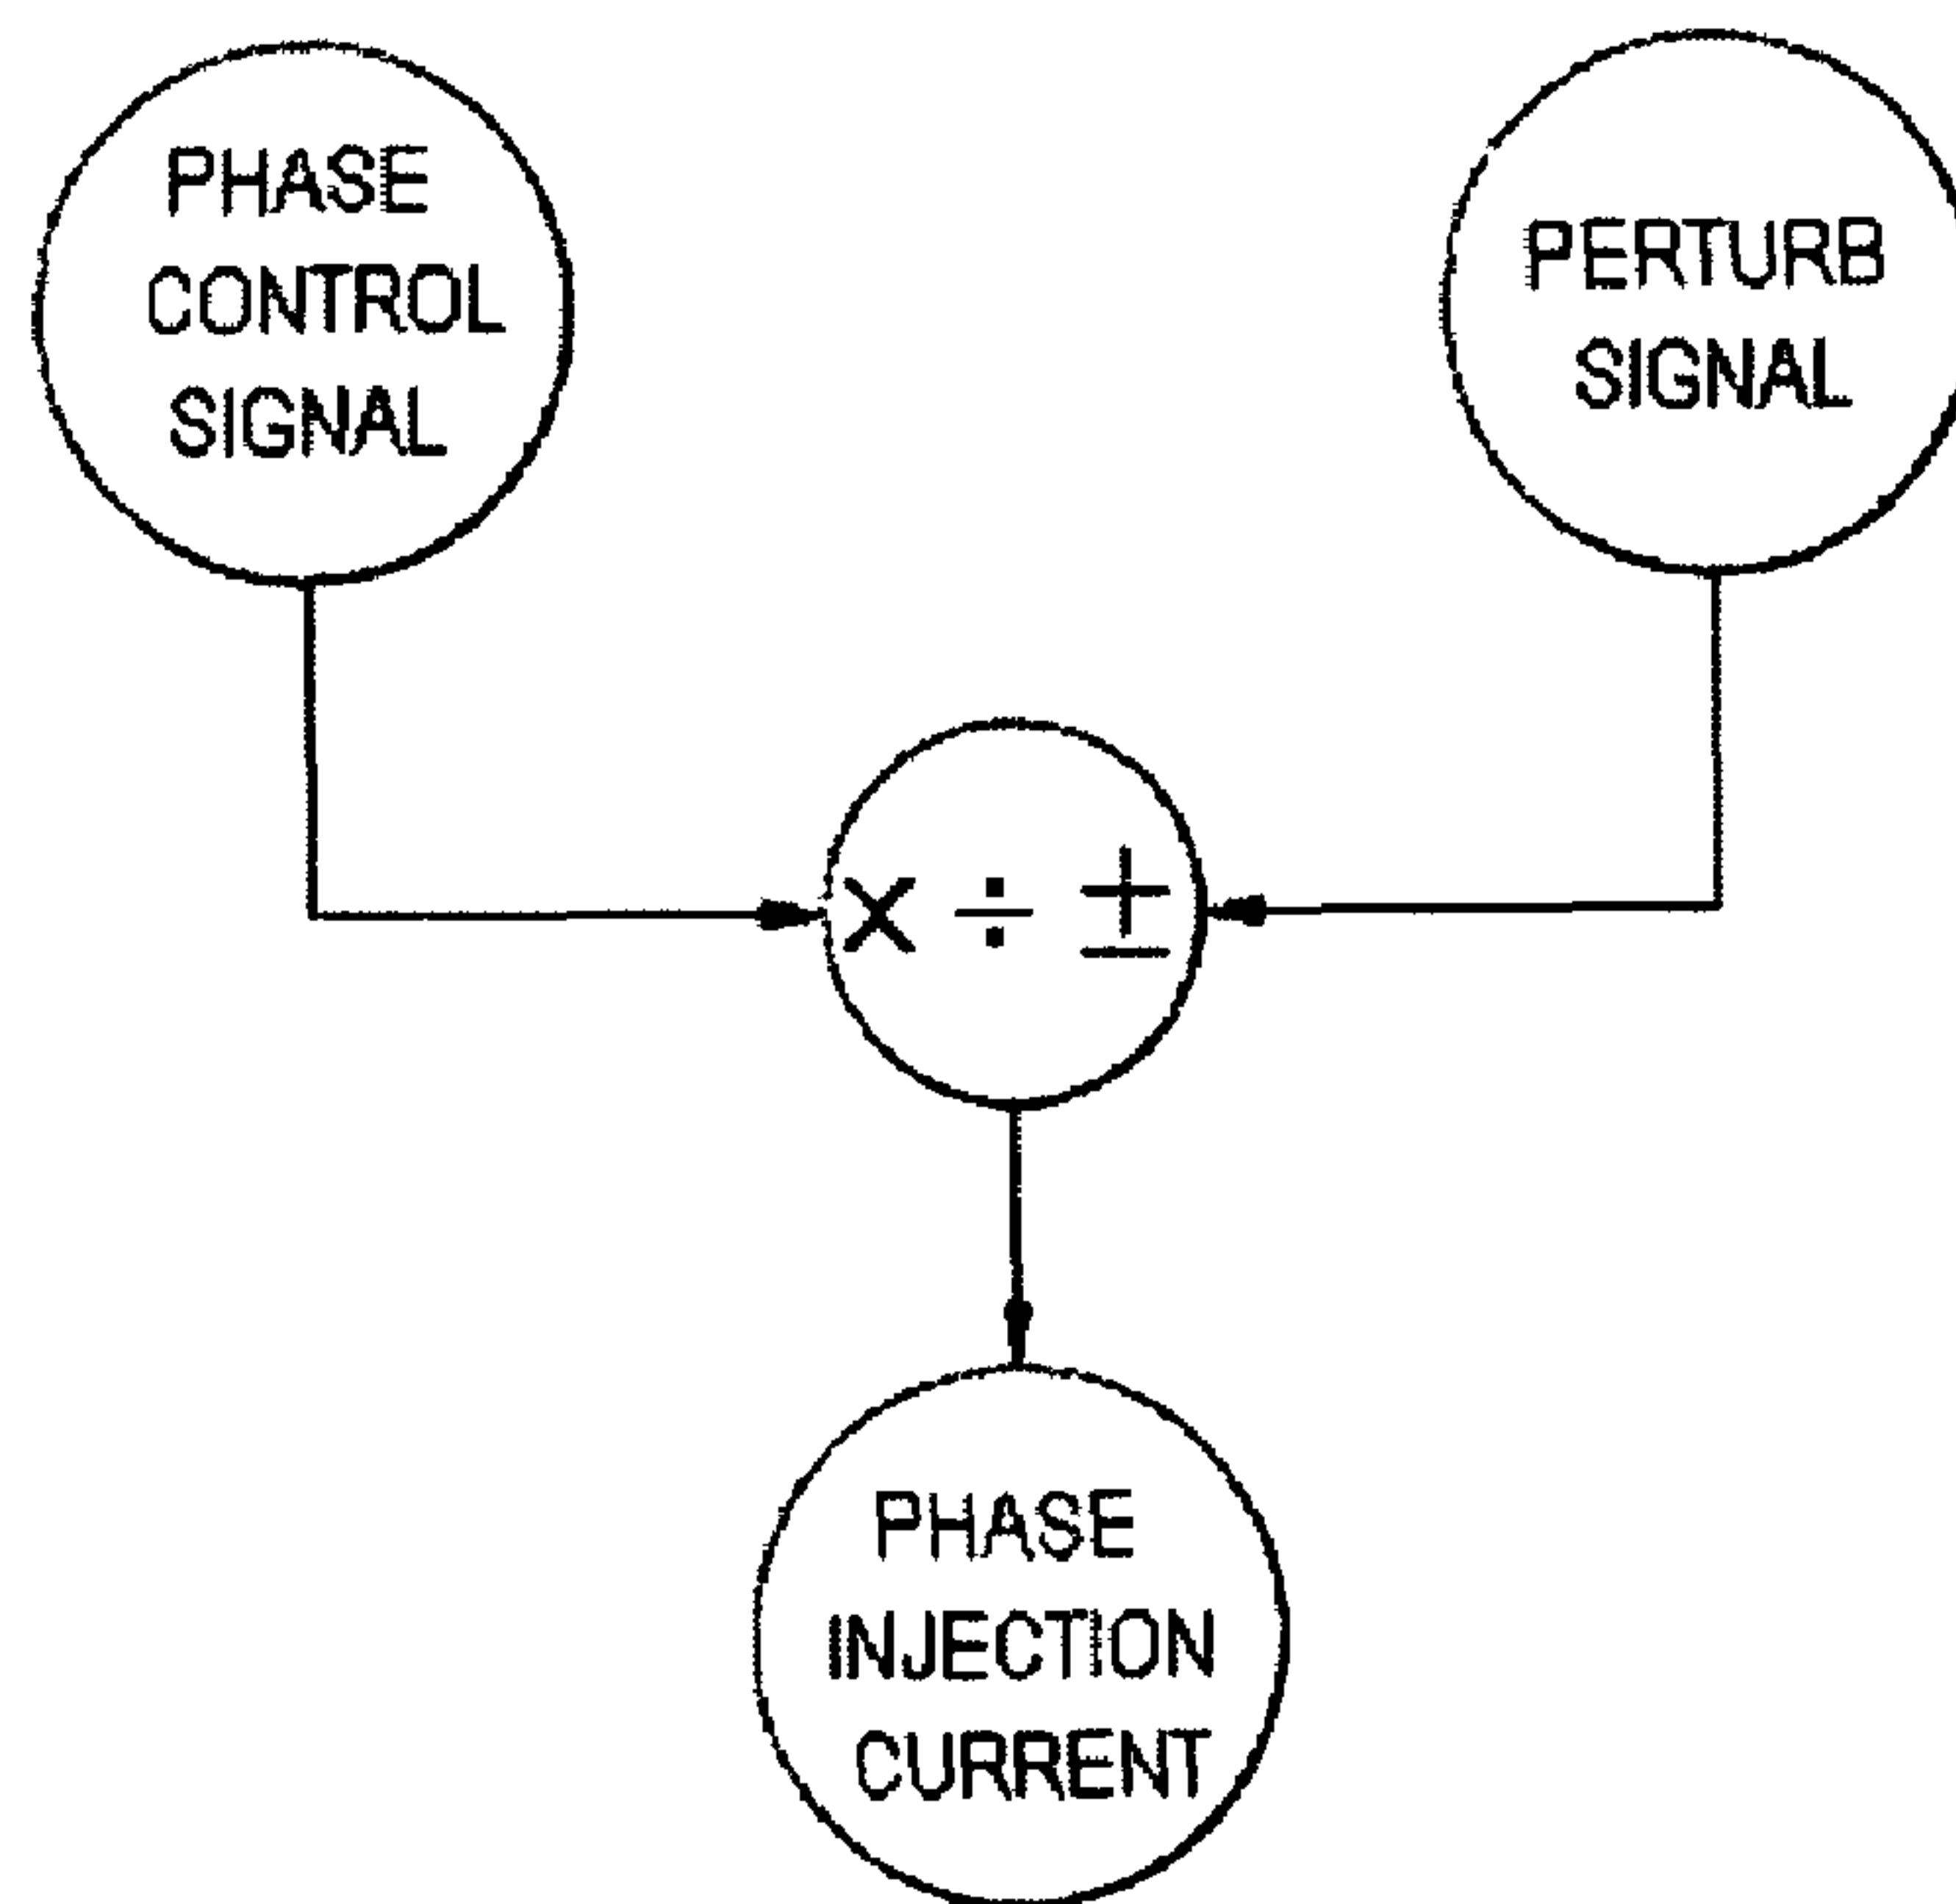 PHASE
CONTROL
SIGNAL
PERTURB
SIGNAL
× ÷ ±
PHASE
INJECTION
CURRENT